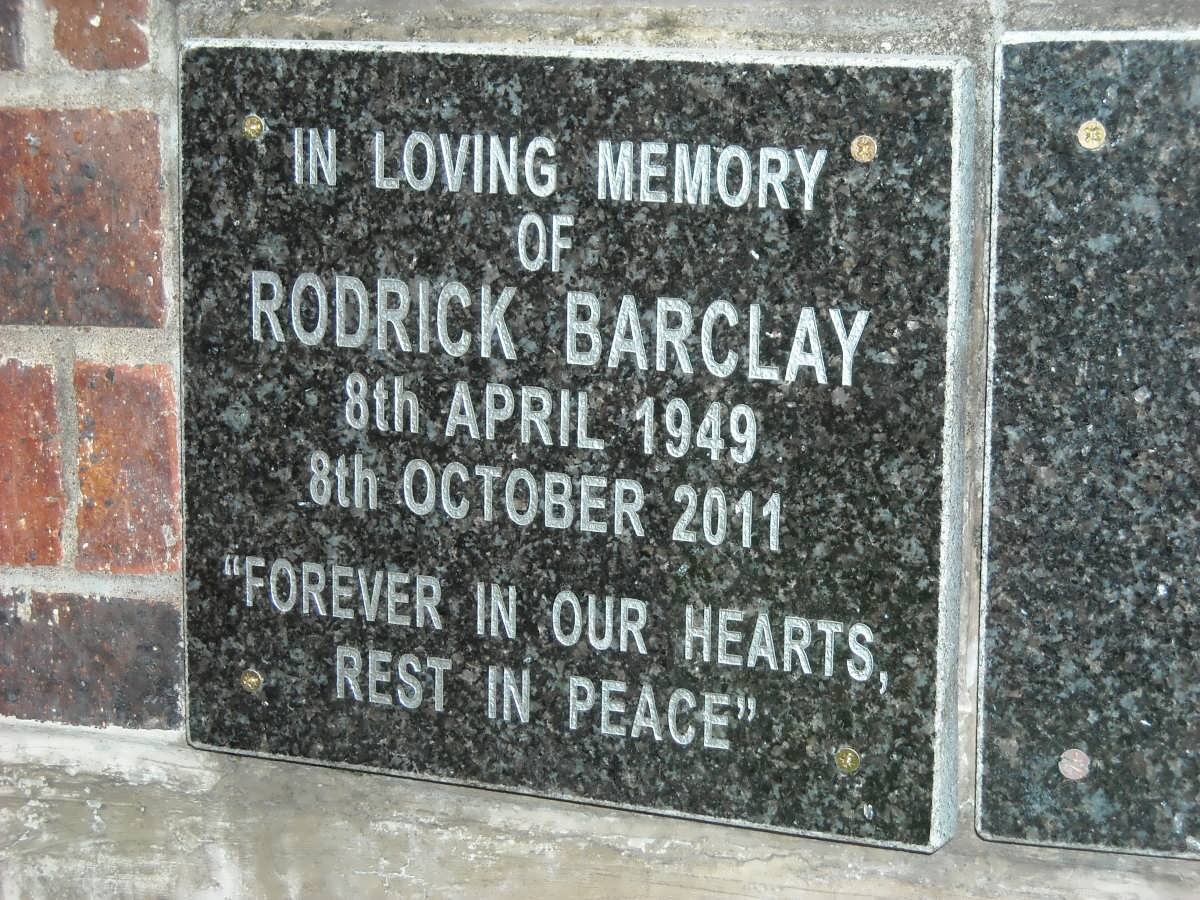 IN LOVING MEMORY
OF
RODRICK BARCLAY
8th APRIL 1949
8th OCTOBER 2011
“FOREVER IN OUR HEARTS,
REST IN PEACE”